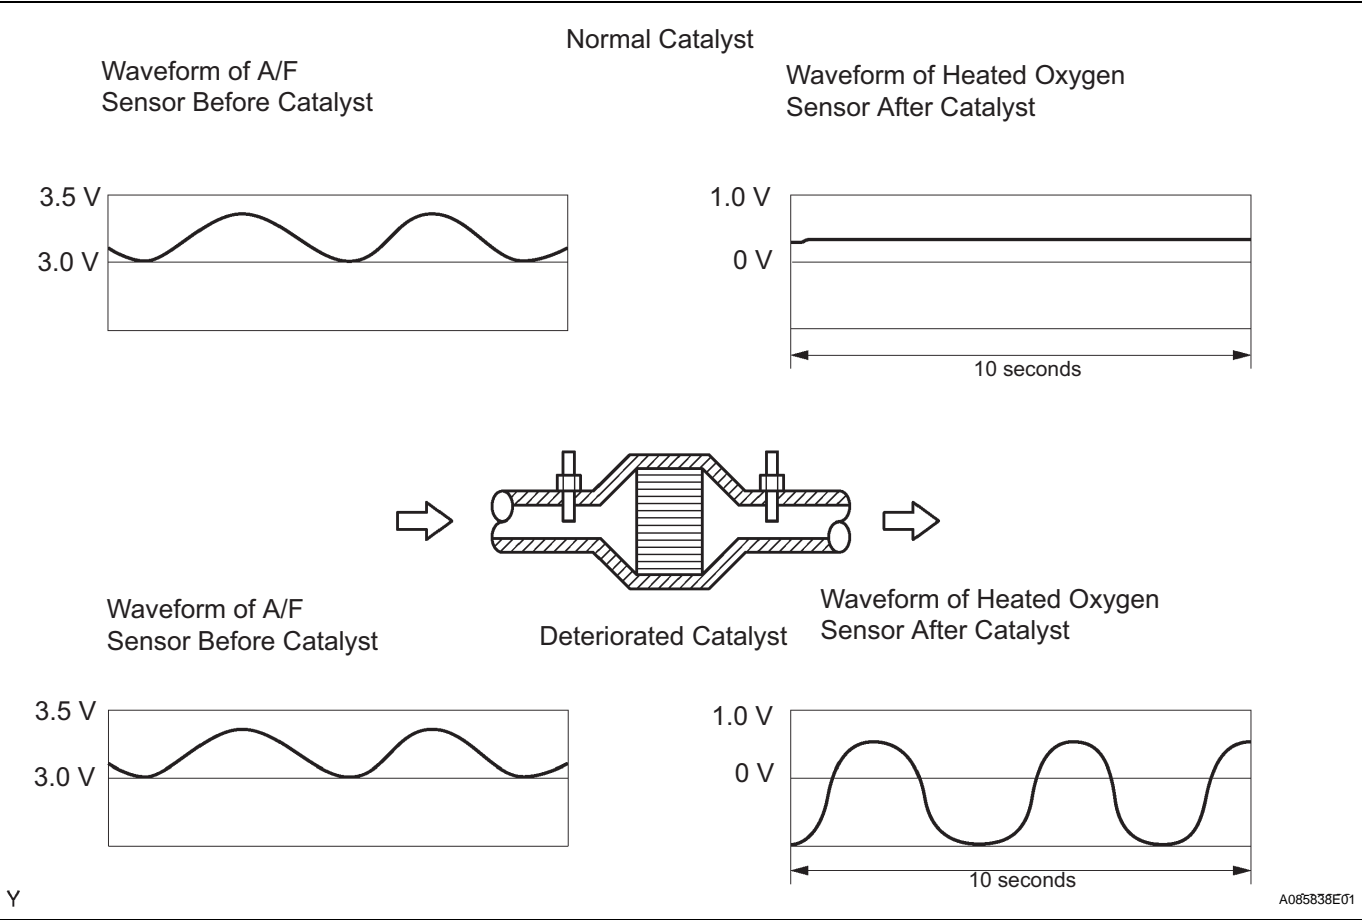 Normal Catalyst
Waveform of A/F
Sensor Before Catalyst
Waveform of Heated Oxygen
Sensor After Catalyst
3.5 V
3.0 V
1.0 V
0 V
10 seconds
Waveform of A/F
Sensor Before Catalyst
Deteriorated Catalyst
Waveform of Heated Oxygen
Sensor After Catalyst
3.5 V
3.0 V
1.0 V
0 V
10 seconds
Y
A085838E01